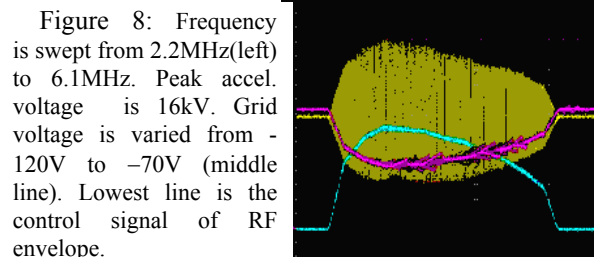 Figure 8: Frequency
is swept from 2.2MHz(left)
to 6.1MHz. Peak accel.
voltage is 16kV. Grid
voltage is varied from -
120V to –70V (middle
line). Lowest line is the
control signal of RF
envelope.